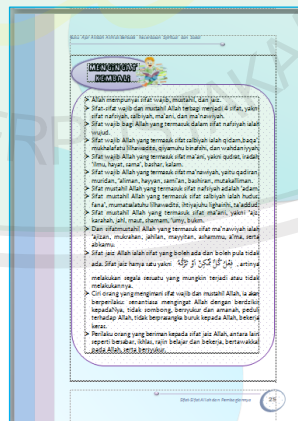 Buku Ajar Akidah Akhlak Berbasis Kecerdasan Spiritual dan Sosial
MENGINGAT
KEMBALI
➢ Allah mempunyai sifat wajib, mustahil, dan jaiz.
➢ Sifat-sifat wajib dan mustahil Allah terbagi menjadi 4 sifat, yakni
sifat nafsiyah, salbiyah, ma'ani, dan ma'nawiyah.
➢ Sifat wajib bagi Allah yang termasuk dalam sifat nafsiyah ialah
wujud.
➢ Sifat wajib Allah yang termasuk sifat salbiyah ialah qidam, baqa',
mukhalafatu lilhawaditsi, qiyamuhu binafsihi, dan wahdaniyyah.
➢ Sifat wajib Allah yang termasuk sifat ma'ani, yakni qudrat, iradah,
'ilmu, hayat, sama', bashar, kalam.
➢ Sifat wajib Allah yang termasuk sifat ma'nawiyah, yaitu qadiran,
muridan, 'aliman, hayyan, sami'an, bashiran, mutakalliman.
➢ Sifat mustahil Allah yang termasuk sifat nafsiyah adalah 'adam.
➢ Sifat mustahil Allah yang termasuk sifat salbiyah ialah huduts,
fana', mumatsalatuhu lilhawaditsi, ihtiyajuhu lighairihi, ta'addud.
➢ Sifat mustahil Allah yang termasuk sifat ma'ani, yakni 'ajz,
karahah, jahl, maut, shamam, 'umy, bukm.
➢ Dan sifat mustahil Allah yang termasuk sifat ma'nawiyah ialah
'ajizan, mukrahan, jahilan, mayyitan, ashamma, a'ma, serta
abkamu.
➢ Sifat jaiz Allah ialah sifat yang boleh ada dan boleh pula tidak
ada. Sifat jaiz hanya satu yakni , artinya
melakukan segala sesuatu yang mungkin terjadi atau tidak
melakukannya.
➢ Ciri orang yang mengimani sifat wajib dan mustahil Allah, ia akan
berperilaku: senantiasa mengingat Allah dengan berdzikir
kepadaNya, tidak sombong, bersyukur dan amanah, peduli
terhadap Allah, tidak berprasangka buruk kepada Allah, bekerja
keras.
➢ Perilaku orang yang beriman kepada sifat jaiz Allah, antara lain
seperti bersabar, ikhlas, rajin belajar dan bekerja, bertawakkal
pada Allah, serta bersyukur.
Sifat-Sifat Allah dan Pembagiannya
29